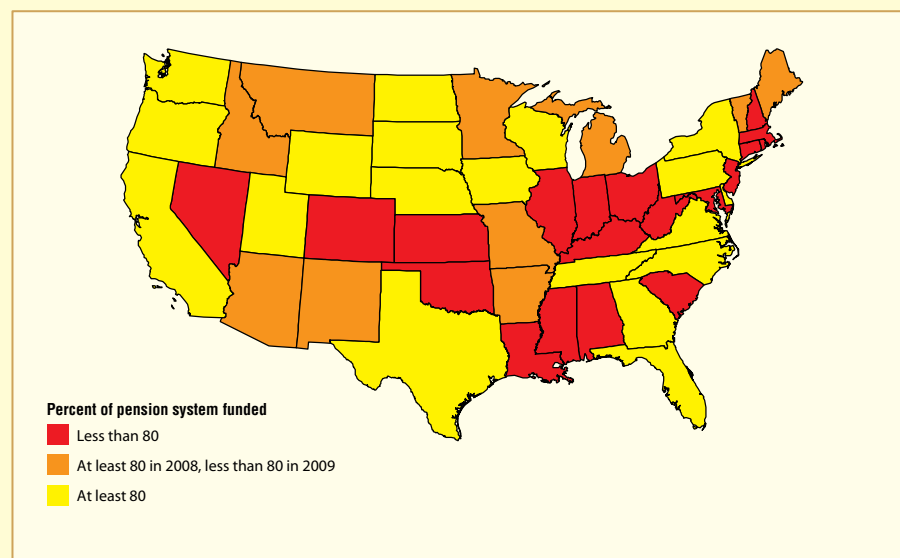 Percent of pension system funded
Less than 80
At least 80 in 2008, less than 80 in 2009
At least 80